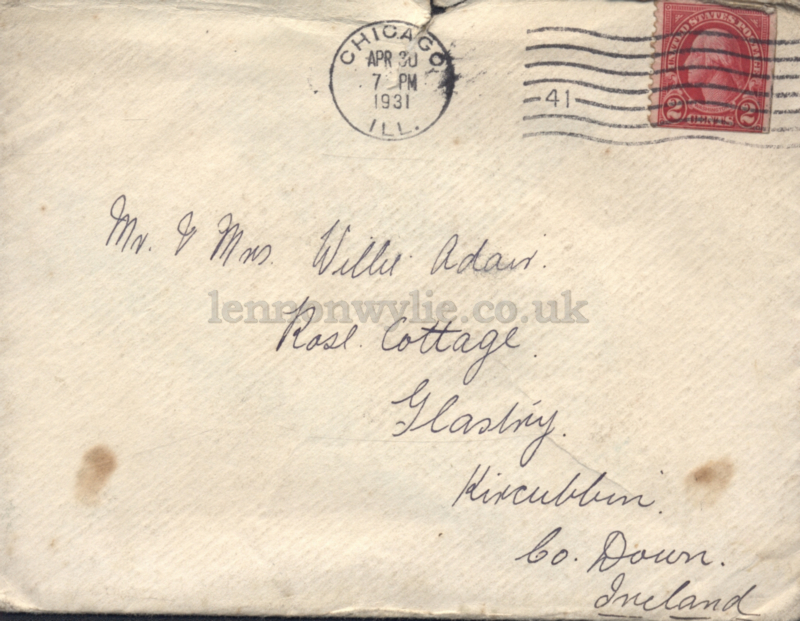 CHICAGO
APR 30
7 PM
1931
ILL.
41
UNITED STATES POSTAGE
2 CENTS 2
Mr. & Mrs. Willie Adair.
lennonwylie.co.uk
Rose Cottage.
Glastry.
Kircubbin.
Co. Down.
Ireland